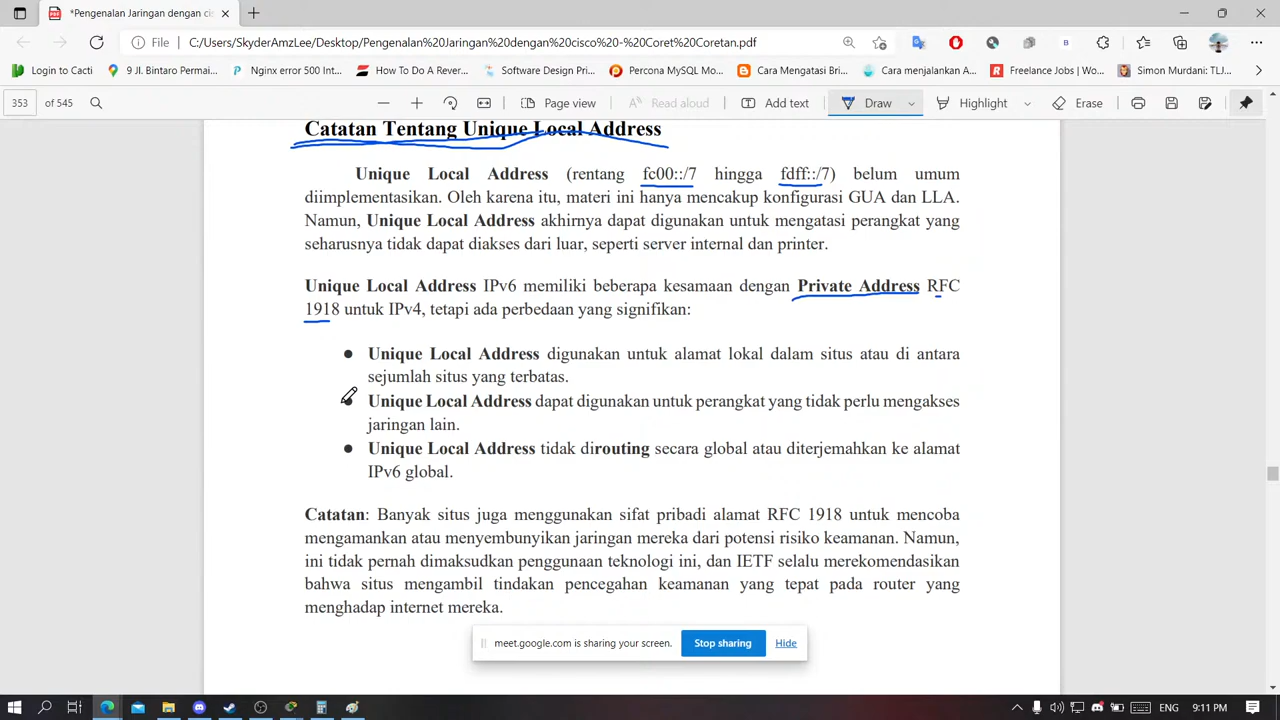 *Pengenalan Jaringan dengan cis
File
C:/Users/SkyderAmzLee/Desktop/Pengenalan%20Jaringan%20dengan%20cisco%20-%20Coret%20Coretan.pdf
Login to Cacti
9 Jl. Bintaro Permai...
Nginx error 500 Int...
How To Do A Rever...
Software Design Pri...
Percona MySQL Mo...
Cara Mengatasi Bri...
Cara menjalankan A...
Freelance Jobs | Wo...
Simon Murdani: TLJ...
353 of 545
Page view
Read aloud
Add text
Draw
Highlight
Erase
Catatan Tentang Unique Local Address
Unique Local Address (rentang fc00::/7 hingga fdff::/7) belum umum
diimplementasikan. Oleh karena itu, materi ini hanya mencakup konfigurasi GUA dan LLA.
Namun, Unique Local Address akhirnya dapat digunakan untuk mengatasi perangkat yang
seharusnya tidak dapat diakses dari luar, seperti server internal dan printer.
Unique Local Address IPv6 memiliki beberapa kesamaan dengan Private Address RFC
1918 untuk IPv4, tetapi ada perbedaan yang signifikan:
● Unique Local Address digunakan untuk alamat lokal dalam situs atau di antara
sejumlah situs yang terbatas.
● Unique Local Address dapat digunakan untuk perangkat yang tidak perlu mengakses
jaringan lain.
● Unique Local Address tidak dirouting secara global atau diterjemahkan ke alamat
IPv6 global.
Catatan: Banyak situs juga menggunakan sifat pribadi alamat RFC 1918 untuk mencoba
mengamankan atau menyembunyikan jaringan mereka dari potensi risiko keamanan. Namun,
ini tidak pernah dimaksudkan penggunaan teknologi ini, dan IETF selalu merekomendasikan
bahwa situs mengambil tindakan pencegahan keamanan yang tepat pada router yang
menghadap internet mereka.
meet.google.com is sharing your screen.
Stop sharing
Hide
ENG
9:11 PM